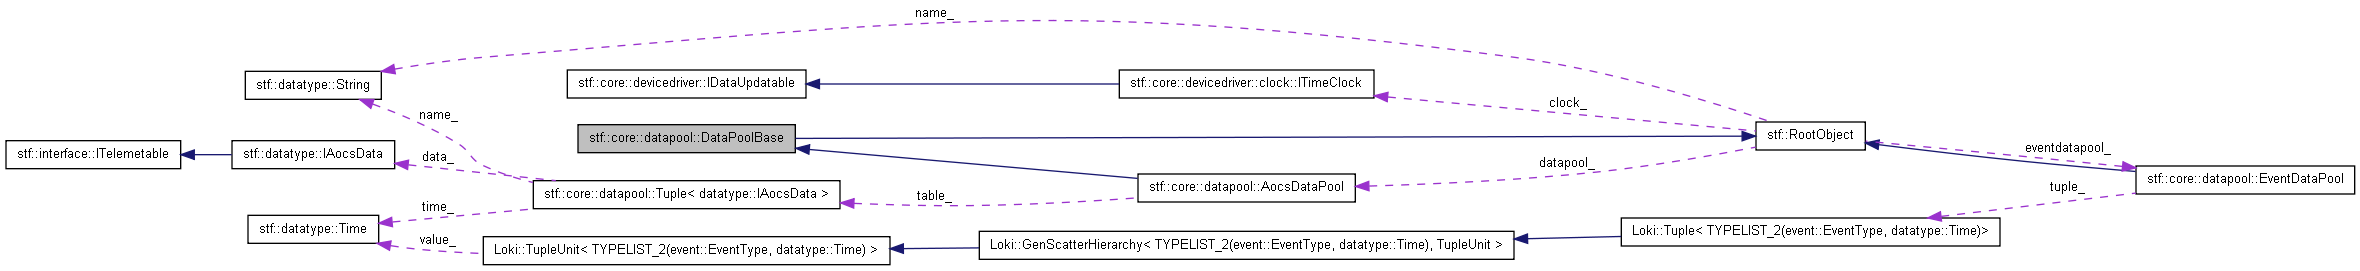 name_
stf::datatype::String
stf::core::devicedriver::IDataUpdatable
stf::core::devicedriver::clock::ITimeClock
clock_
name_
stf::core::datapool::DataPoolBase
stf::RootObject
stf::interface::ITelemetable
stf::datatype::IAocsData
data_
datapool_
eventdatapool_
stf::core::datapool::Tuple< datatype::IAocsData >
table_
stf::core::datapool::AocsDataPool
tuple_
stf::core::datapool::EventDataPool
time_
stf::datatype::Time
value_
Loki::TupleUnit< TYPELIST_2(event::EventType, datatype::Time) >
Loki::GenScatterHierarchy< TYPELIST_2(event::EventType, datatype::Time), TupleUnit >
Loki::Tuple< TYPELIST_2(event::EventType, datatype::Time)>